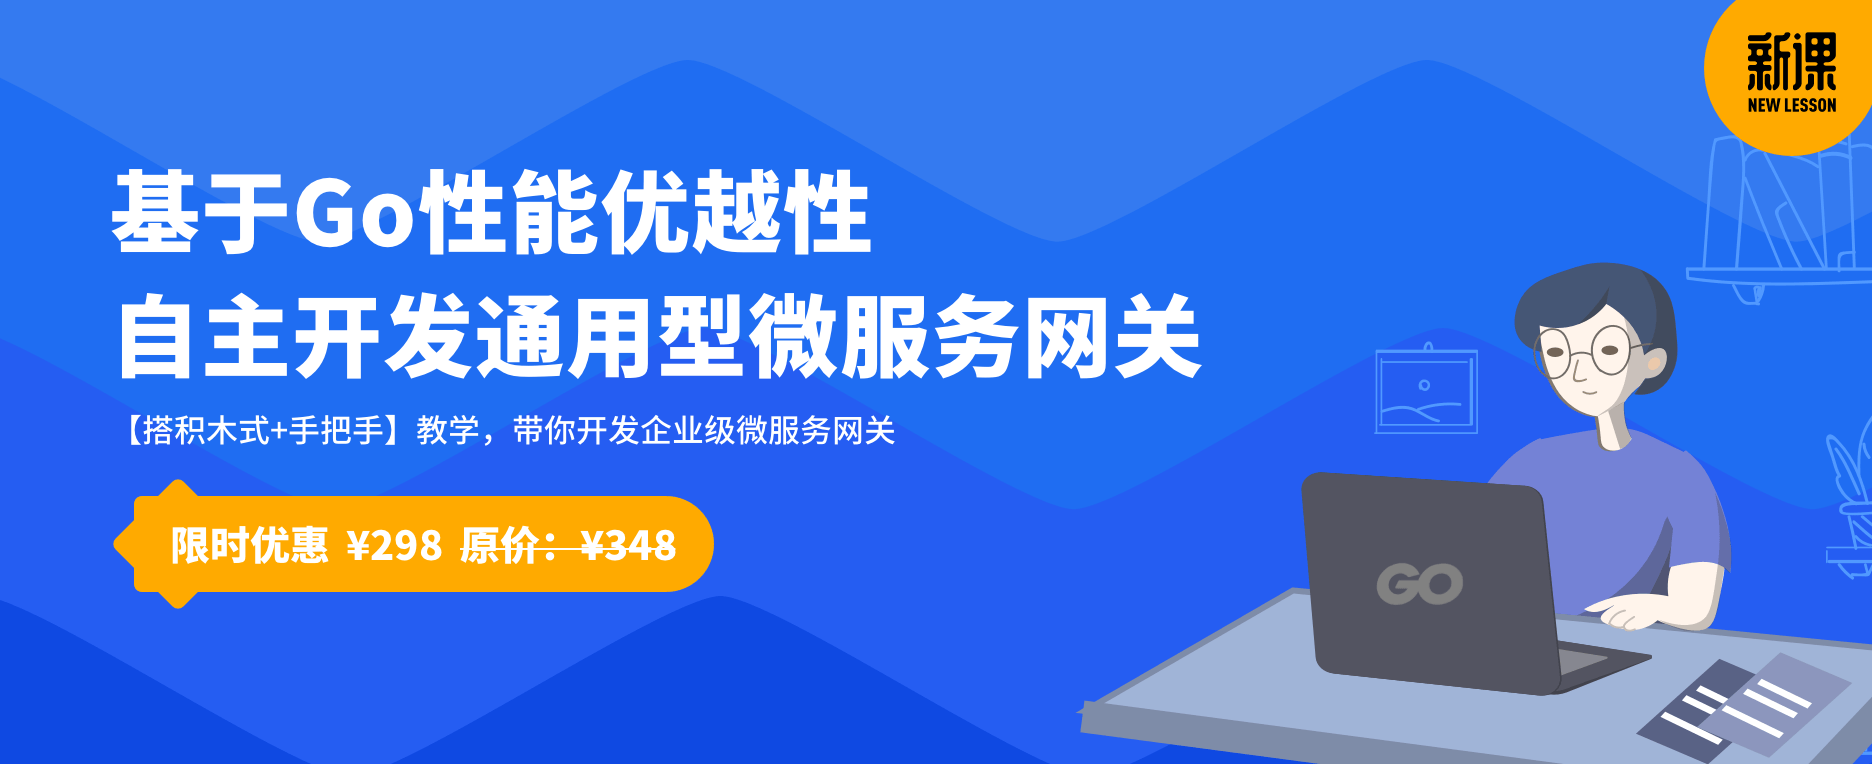 新课
NEW LESSON
基于Go性能优越性
自主开发通用型微服务网关
【搭积木式+手把手】教学，带你开发企业级微服务网关
限时优惠 ¥298 原价：¥348
GO